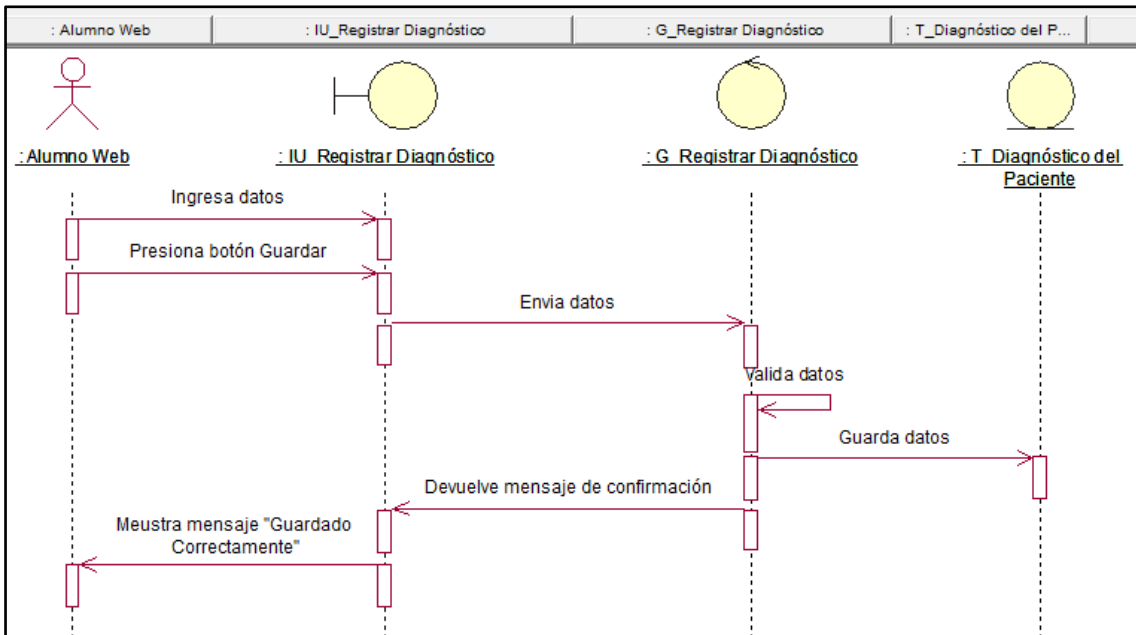 : Alumno Web
: IU_Registrar Diagnóstico
: G_Registrar Diagnóstico
: T_Diagnóstico del P...
: Alumno Web
: IU_Registrar Diagnóstico
: G_Registrar Diagnóstico
: T_Diagnóstico del
Paciente
Ingresa datos
Presiona botón Guardar
Envia datos
Valida datos
Guarda datos
Devuelve mensaje de confirmación
Meustra mensaje "Guardado
Correctamente"